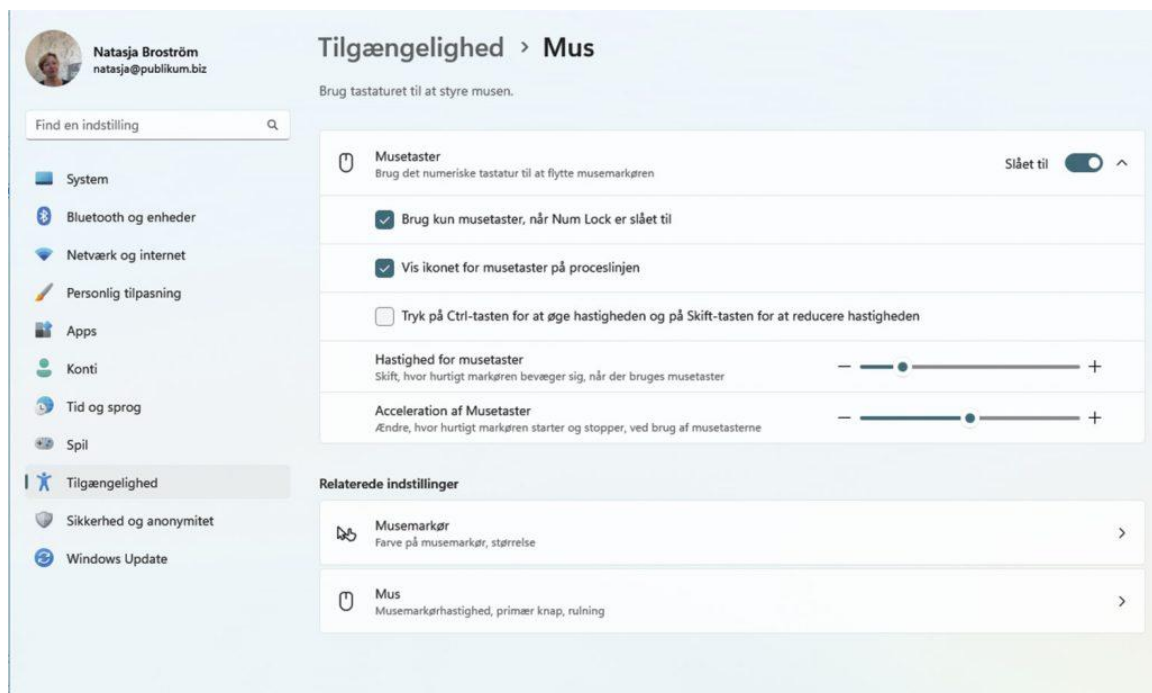 Natasja Broström
natasja@publikum.biz
Find en indstilling
System
Bluetooth og enheder
Netværk og internet
Personlig tilpasning
Apps
Konti
Tid og sprog
Spil
Tilgængelighed
Sikkerhed og anonymitet
Windows Update
Tilgængelighed > Mus
Brug tastaturet til at styre musen.
Musetaster
Brug det numeriske tastatur til at flytte musemarkøren
Slået til
Brug kun musetaster, når Num Lock er slået til
Vis ikonet for musetaster på proceslinjen
Tryk på Ctrl-tasten for at øge hastigheden og på Skift-tasten for at reducere hastigheden
Hastighed for musetaster
Skift, hvor hurtigt markøren bevæger sig, når der bruges musetaster
Acceleration af Musetaster
Ændre, hvor hurtigt markøren starter og stopper, ved brug af musetasterne
Relaterede indstillinger
Musemarkør
Farve på musemarkør, størrelse
Mus
Musemarkørhastighed, primær knap, rulning